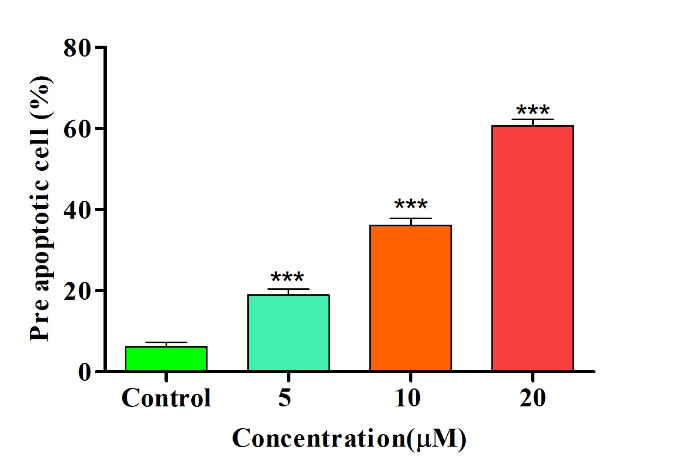 80
60
40
20
0
Pre apoptotic cell (%)
***
***
***
Control 5 10 20
Concentration(μM)